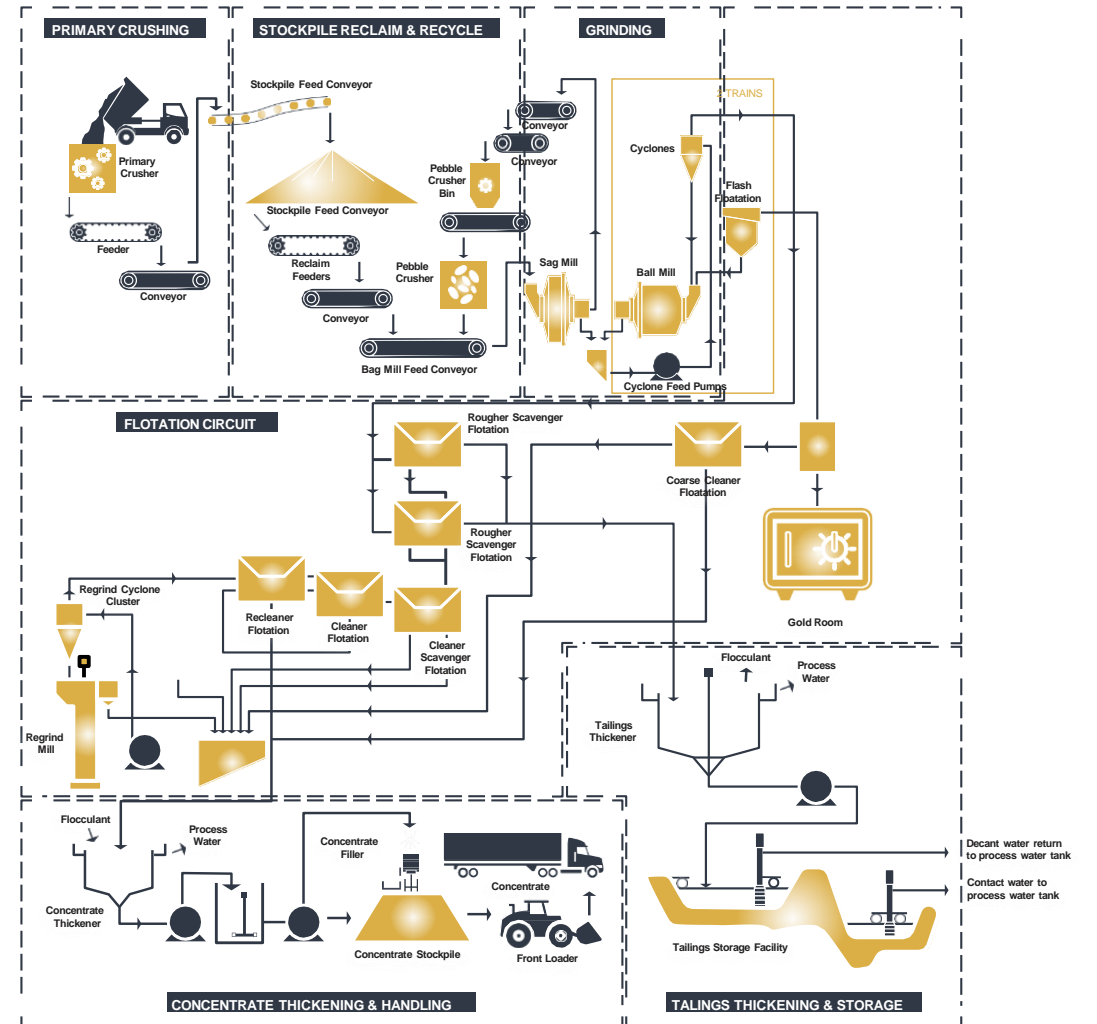 PRIMARY CRUSHING
STOCKPILE RECLAIM & RECYCLE
GRINDING
Stockpile Feed Conveyor
TRAINS
Conveyor
Conveyor
Cyclones
Primary
Crusher
Pebble
Crusher
Bin
Flash
Floatation
Stockpile Feed Conveyor
Feeder
Reclaim
Feeders
Pebble
Crusher
Sag Mill
Ball Mill
Conveyor
Conveyor
Bag Mill Feed Conveyor
Cyclone Feed Pumps
FLOTATION CIRCUIT
Rougher Scavenger
Flotation
Coarse Cleaner
Floatation
Rougher
Scavenger
Flotation
Regrind Cyclone
Cluster
Recleaner
Flotation
Cleaner
Flotation
Cleaner
Scavenger
Flotation
Gold Room
Regrind
Mill
Flocculant
Process
Water
Tailings
Thickener
Flocculant
Process
Water
Concentrate
Filler
Concentrate
Concentrate
Thickener
Concentrate Stockpile
Front Loader
Decant water return
to process water tank
Contact water to
process water tank
Tailings Storage Facility
CONCENTRATE THICKENING & HANDLING
TALINGS THICKENING & STORAGE